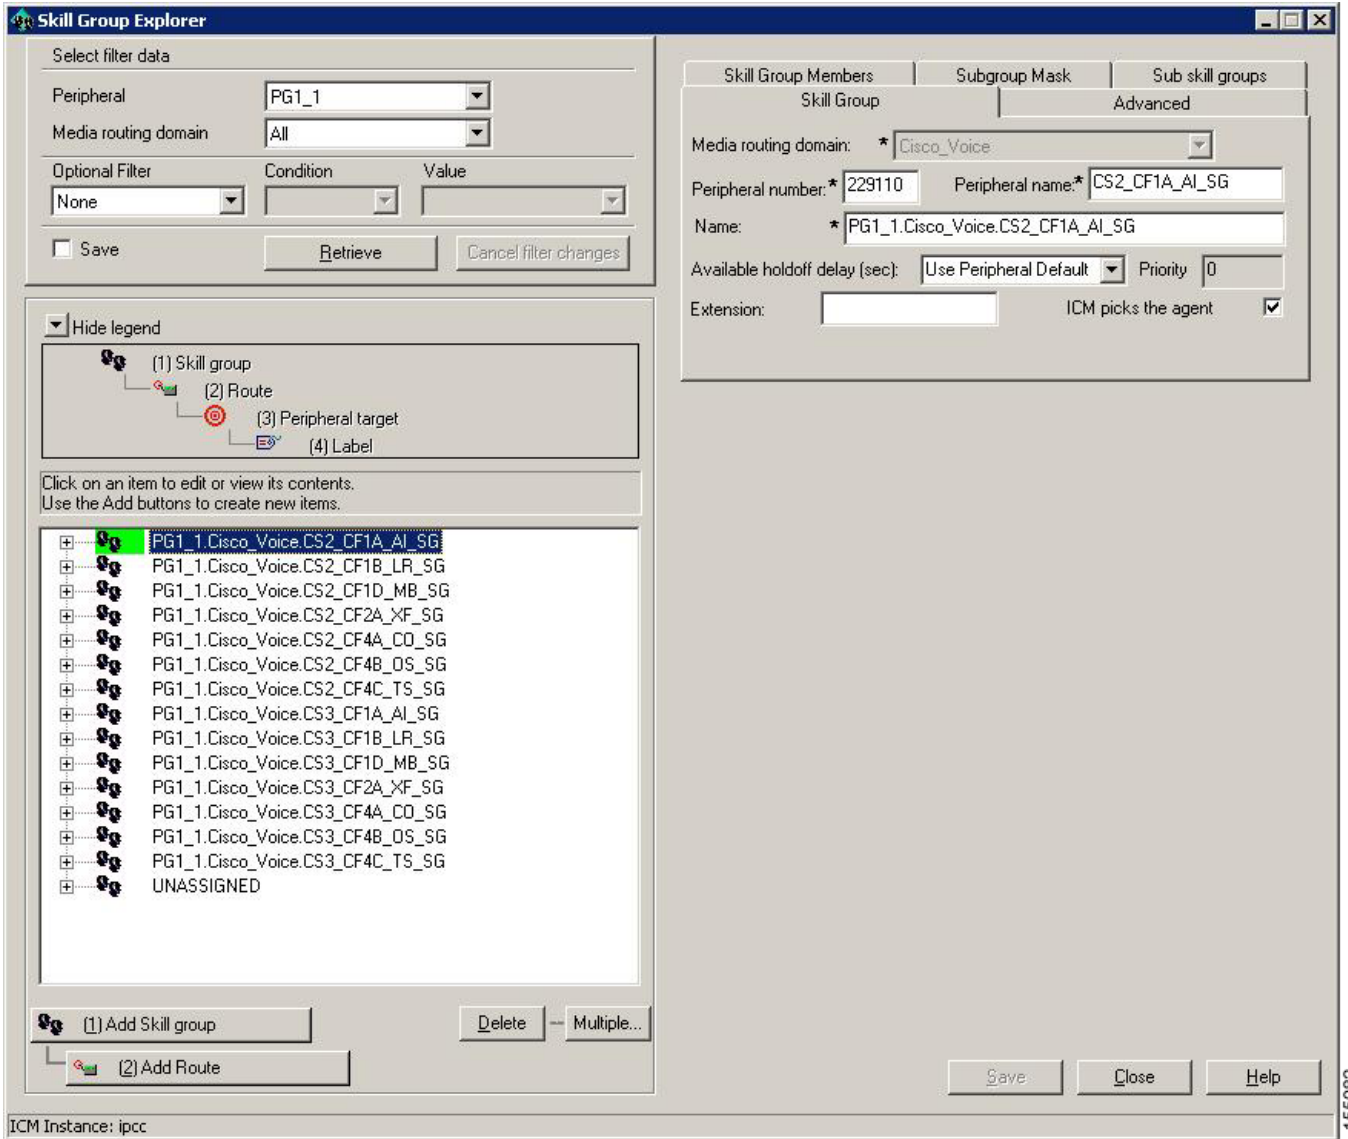 Skill Group Explorer
Select filter data
Peripheral PG1_1
Media routing domain All
Optional Filter Condition Value
None
Save Retrieve Cancel filter changes
Hide legend
(1) Skill group
(2) Route
(3) Peripheral target
(4) Label
Click on an item to edit or view its contents.
Use the Add buttons to create new items.
PG1_1.Cisco_Voice.CS2_CF1A_AI_SG
PG1_1.Cisco_Voice.CS2_CF1B_LR_SG
PG1_1.Cisco_Voice.CS2_CF1D_MB_SG
PG1_1.Cisco_Voice.CS2_CF2A_XF_SG
PG1_1.Cisco_Voice.CS2_CF4A_CO_SG
PG1_1.Cisco_Voice.CS2_CF4B_OS_SG
PG1_1.Cisco_Voice.CS2_CF4C_TS_SG
PG1_1.Cisco_Voice.CS3_CF1A_AI_SG
PG1_1.Cisco_Voice.CS3_CF1B_LR_SG
PG1_1.Cisco_Voice.CS3_CF1D_MB_SG
PG1_1.Cisco_Voice.CS3_CF2A_XF_SG
PG1_1.Cisco_Voice.CS3_CF4A_CO_SG
PG1_1.Cisco_Voice.CS3_CF4B_OS_SG
PG1_1.Cisco_Voice.CS3_CF4C_TS_SG
UNASSIGNED
(1) Add Skill group Delete Multiple...
(2) Add Route
Skill Group Members Subgroup Mask Sub skill groups
Skill Group Advanced
Media routing domain: * Cisco_Voice
Peripheral number: * 229110 Peripheral name:* CS2_CF1A_AI_SG
Name: * PG1_1.Cisco_Voice.CS2_CF1A_AI_SG
Available holdoff delay (sec): Use Peripheral Default Priority 0
Extension: ICM picks the agent
Save Close Help
ICM Instance: ipcc